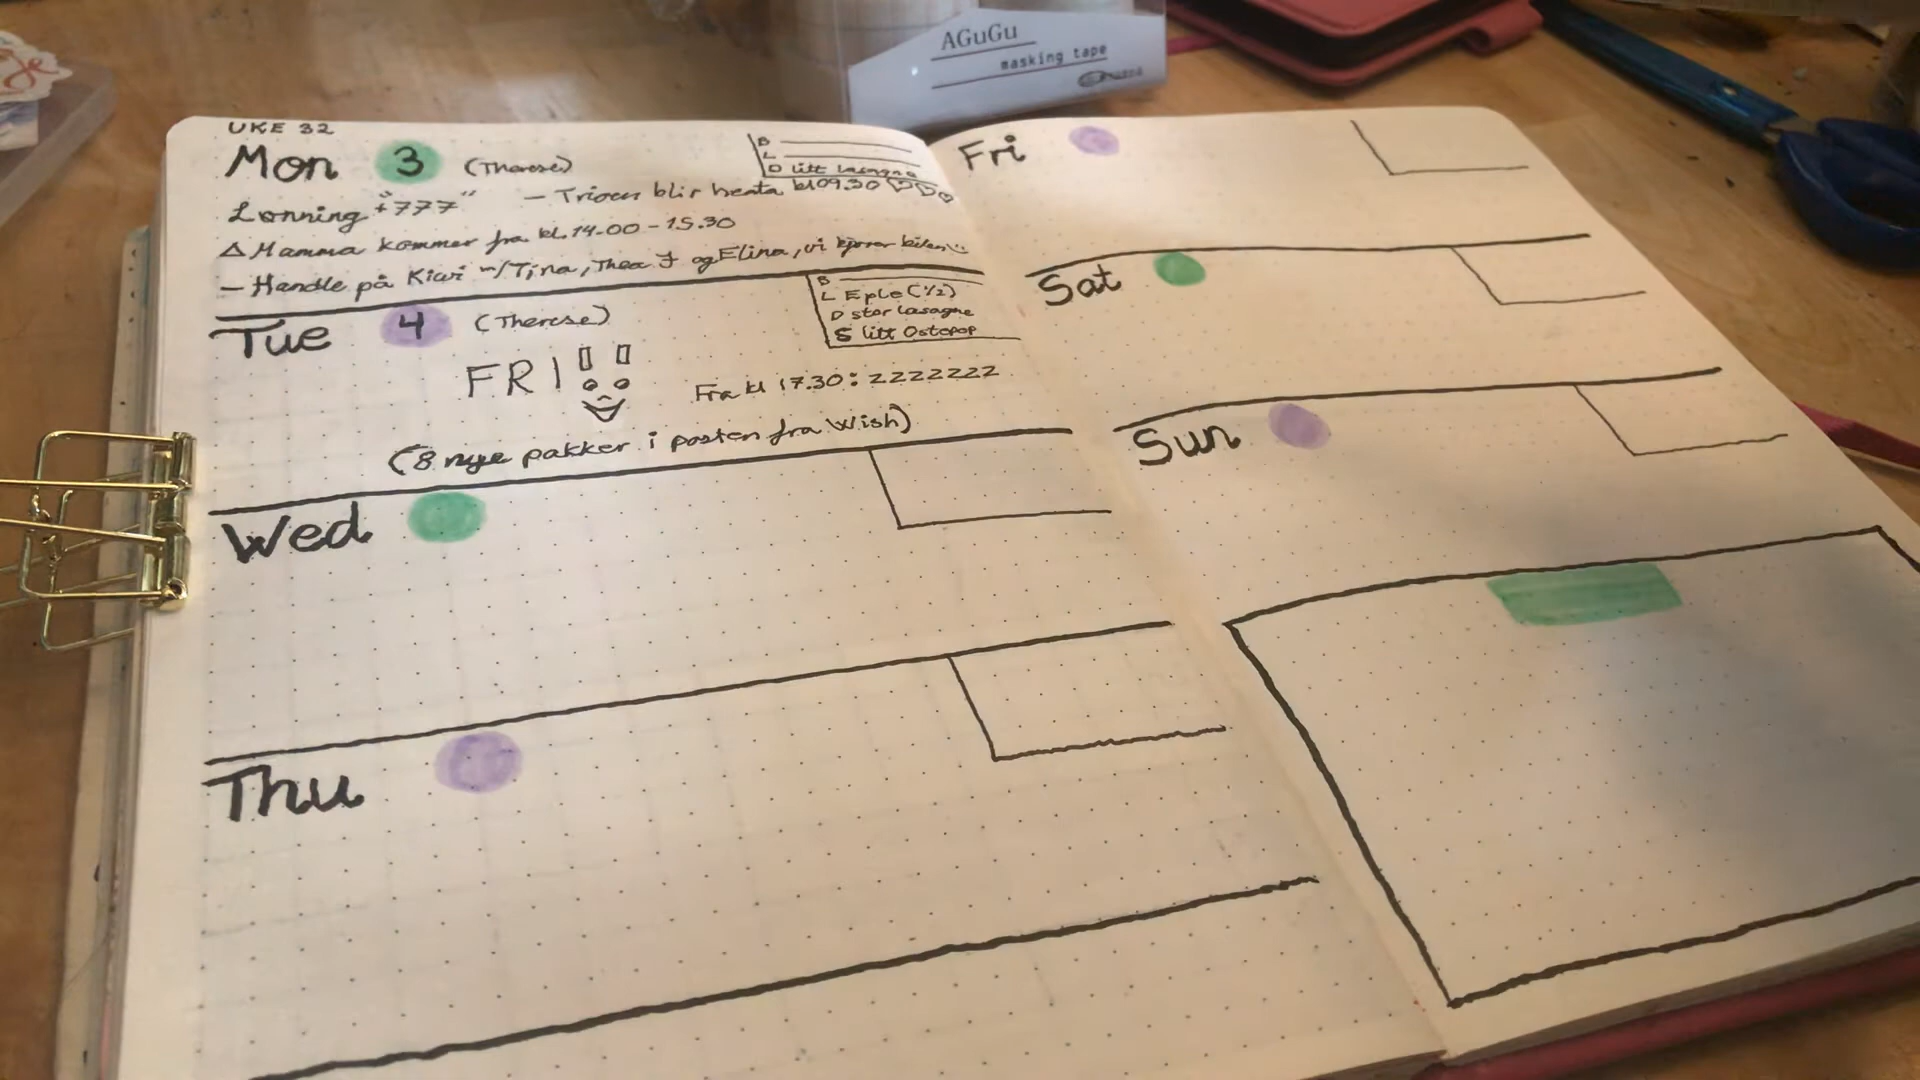 AGuGu
masking tape
UKE 32
Mon 3 (Therese)
B
L
D litt lasagne
Lønning "+777" - Trioen blir henta kl 09.30
△ Mamma kommer fra kl. 14.00 - 15.30
- Handle på Kiwi m/Tina, Thea J og Elina, vi kjører bilen
Tue 4 (Therese)
B
L Eple (1/2)
D stor lasagne
S litt Ostepop
FRI!!
Fra kl 17.30: zzzzzzz
(8 nye pakker i posten fra Wish)
Wed
Thu
Fri
Sat
Sun